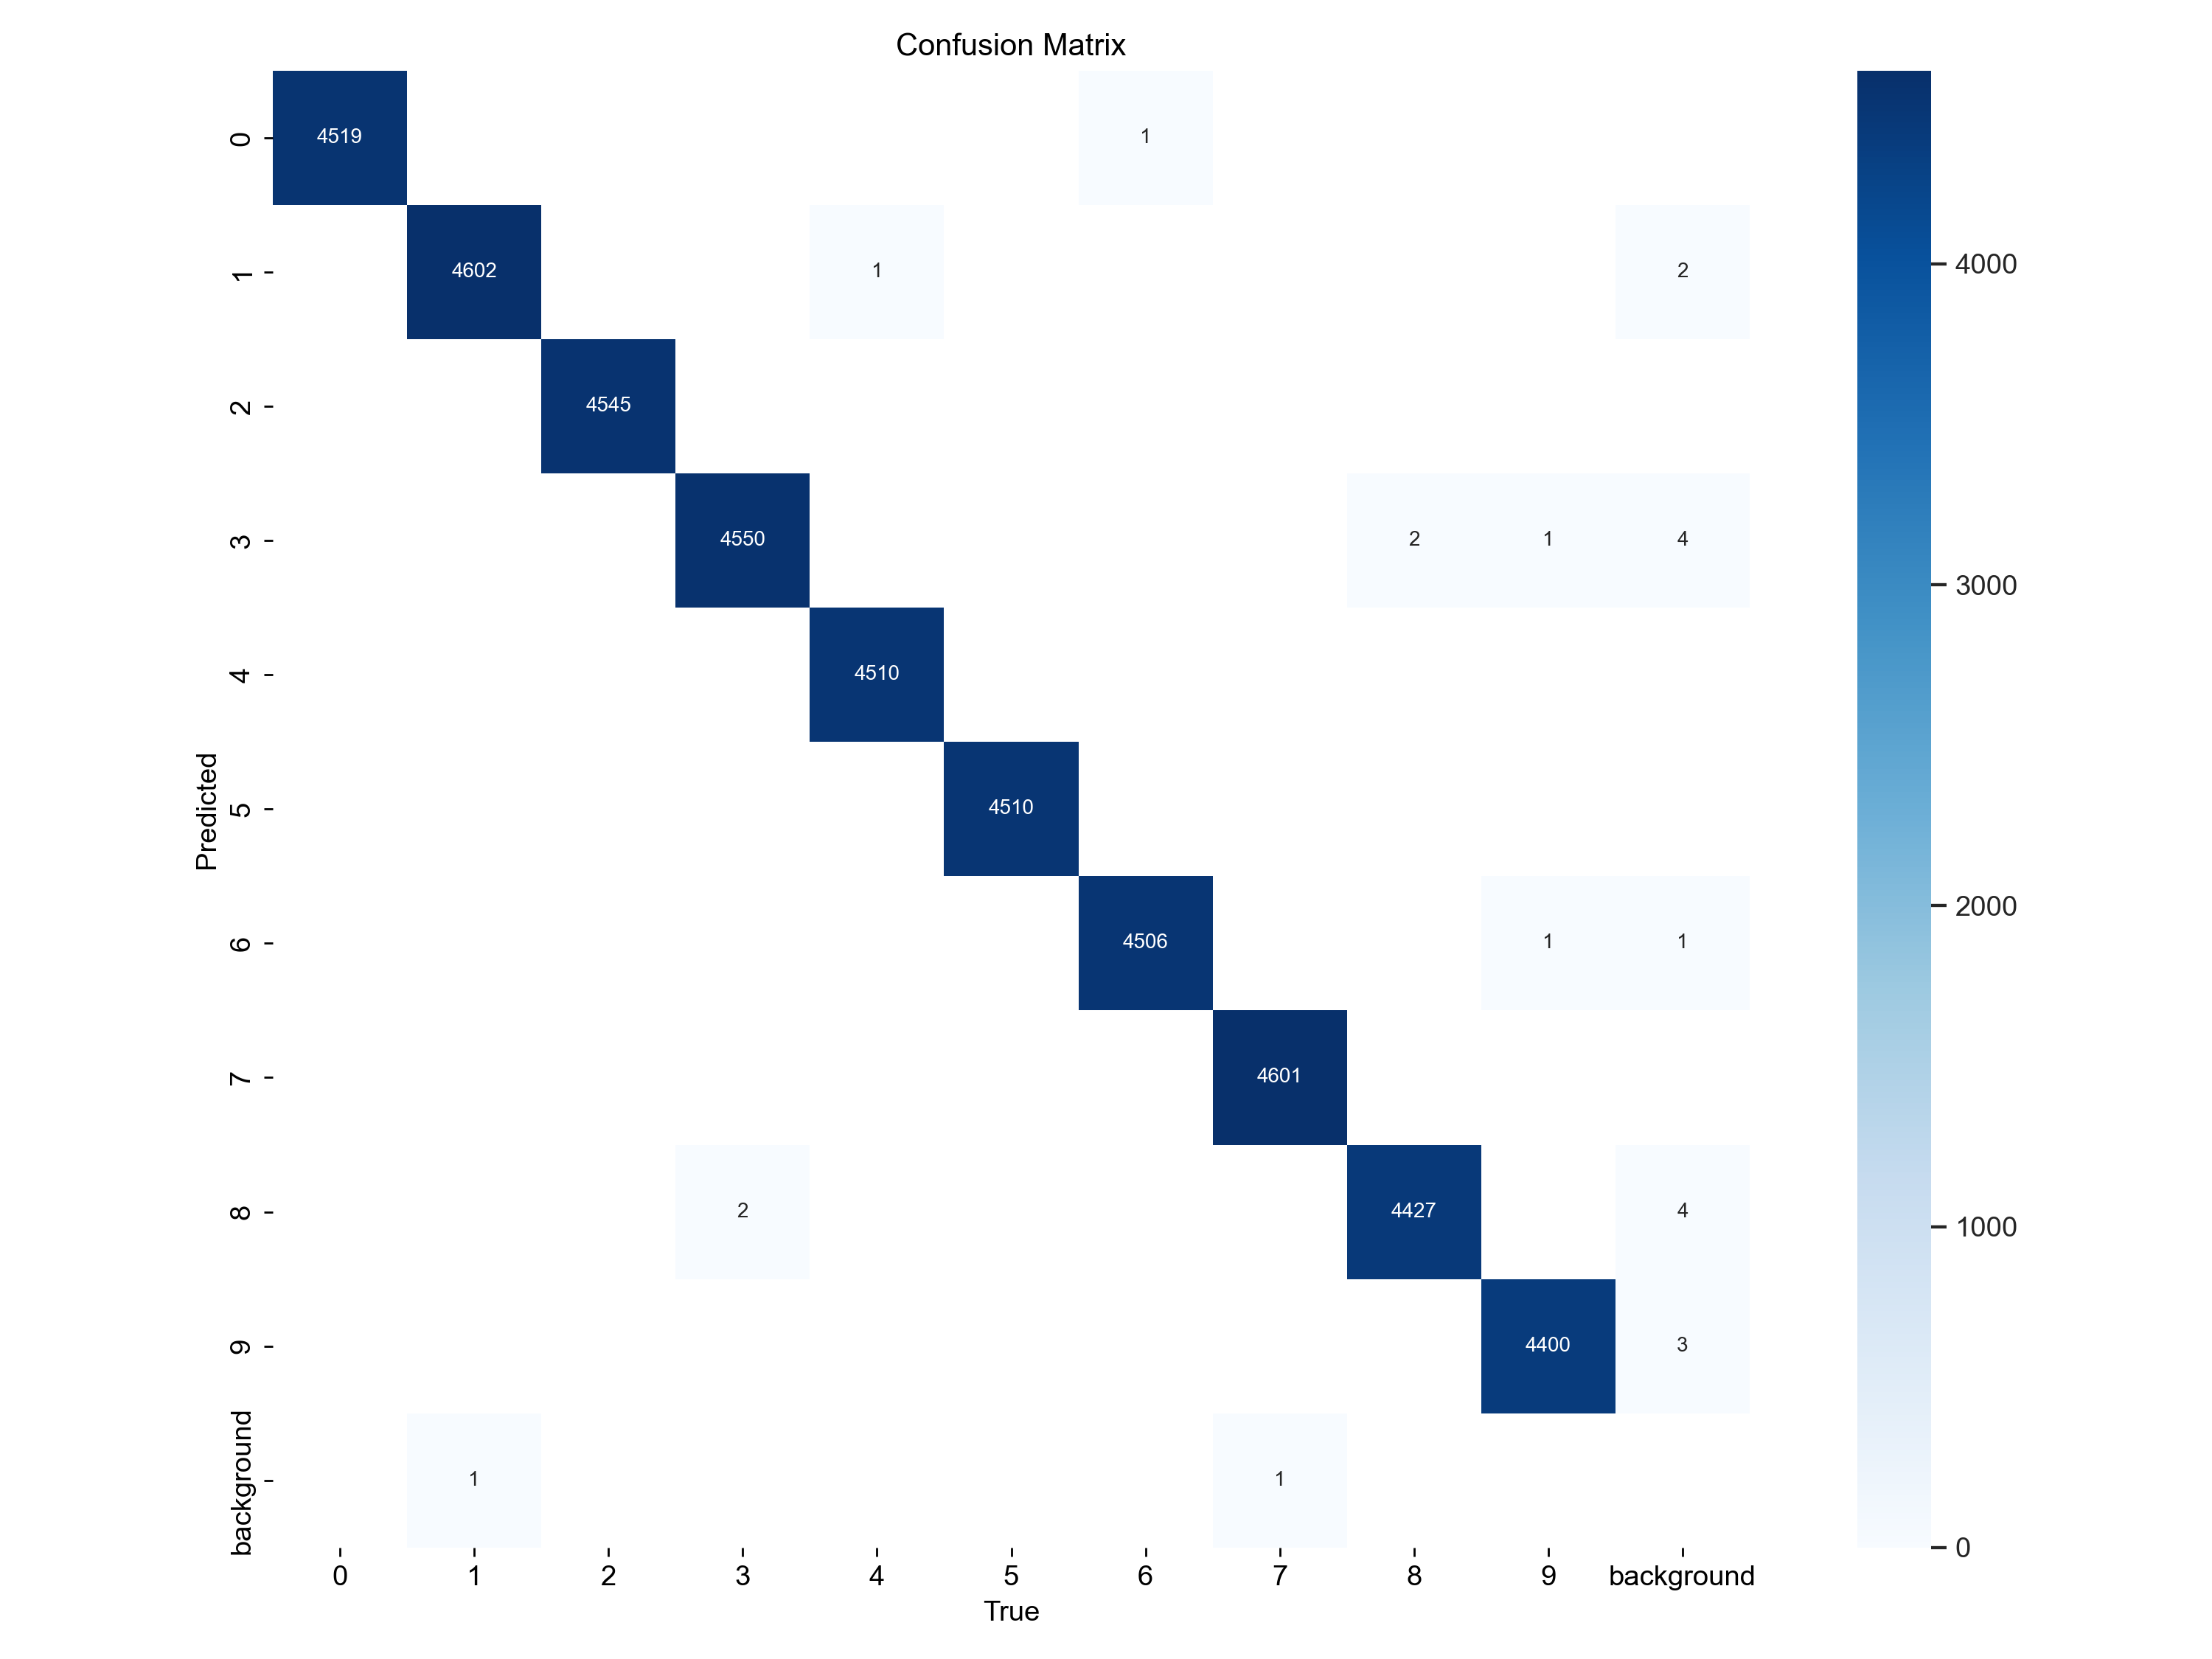 Confusion Matrix
0 4519 1
1 4602 1 2 4000
2 4545
3 4550 2 1 4 3000
4 4510
5 4510
Predicted
6 4506 1 1 2000
7 4601
8 2 4427 4 1000
9 4400 3
background 1 1 0
0 1 2 3 4 5 6 7 8 9 background
True